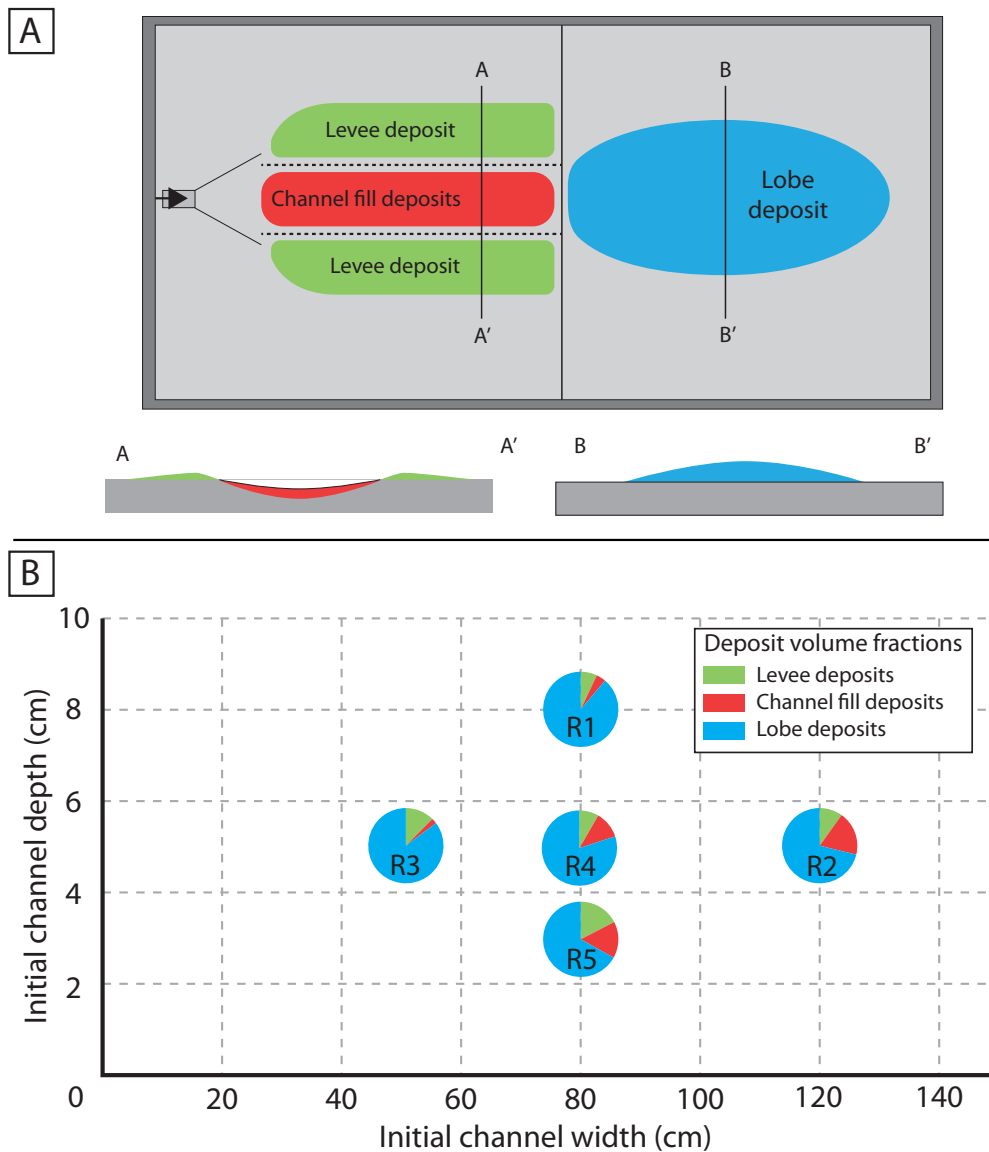 A
A
B
Levee deposit
Channel fill deposits
Lobe
deposit
Levee deposit
A’
B’
A
A’
B
B’
B
10
8
6
4
2
0
Initial channel depth (cm)
Deposit volume fractions
Levee deposits
Channel fill deposits
Lobe deposits
R1
R3
R4
R2
R5
20
40
60
80
100
120
140
Initial channel width (cm)